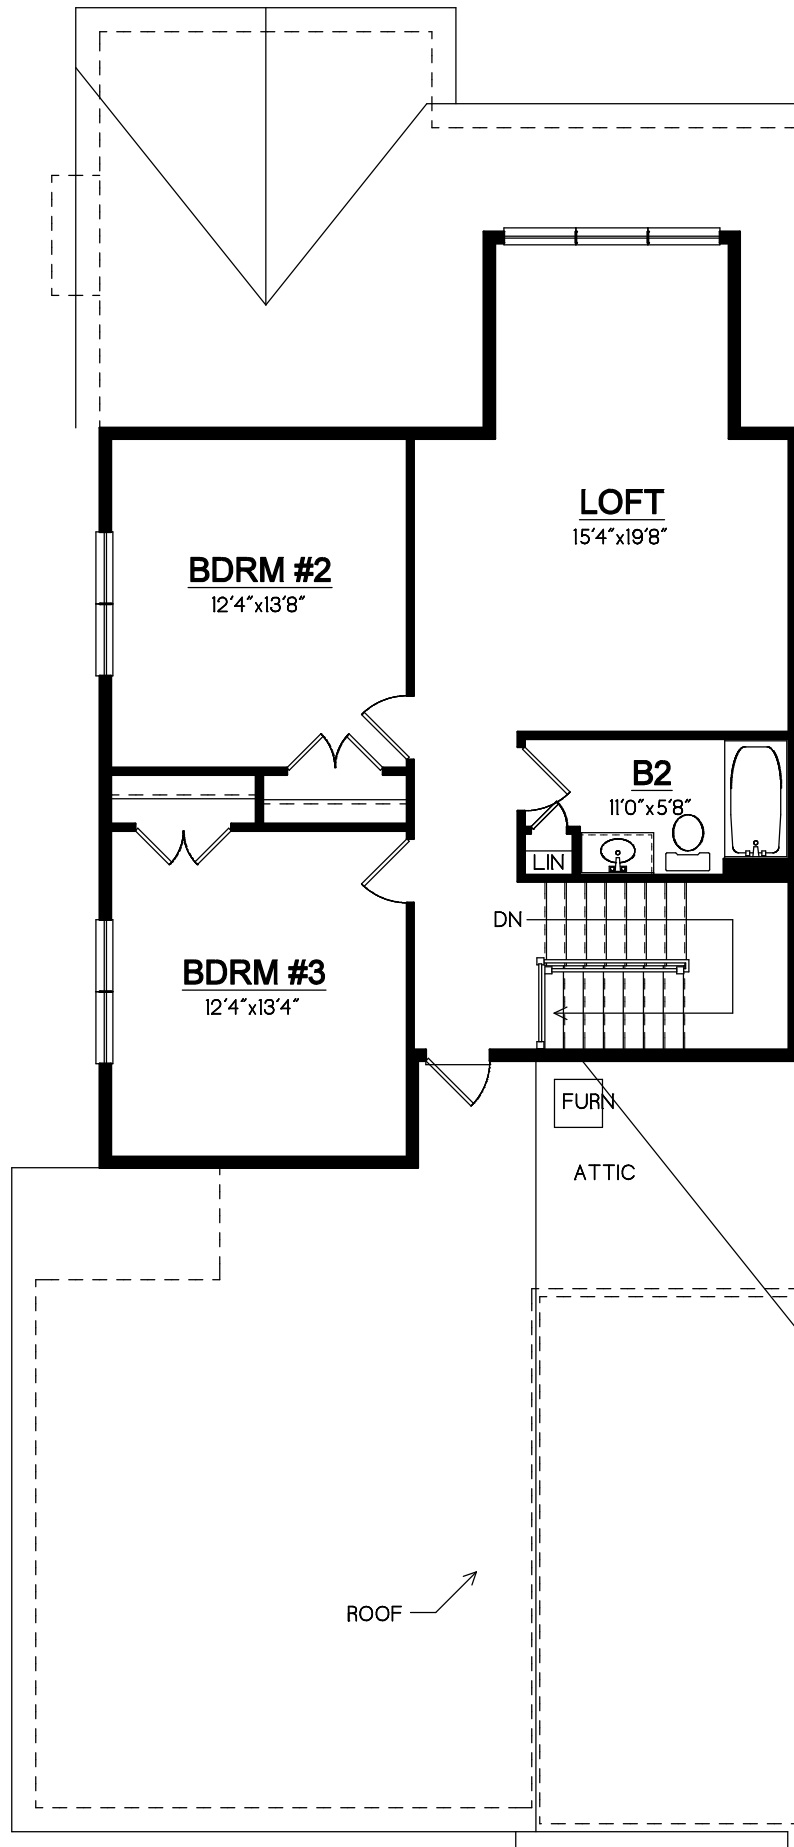 LOFT
15'4"x19'8"
BDRM #2
12'4"x13'8"
B2
11'0"x5'8"
LIN
DN
BDRM #3
12'4"x13'4"
FURN
ATTIC
ROOF